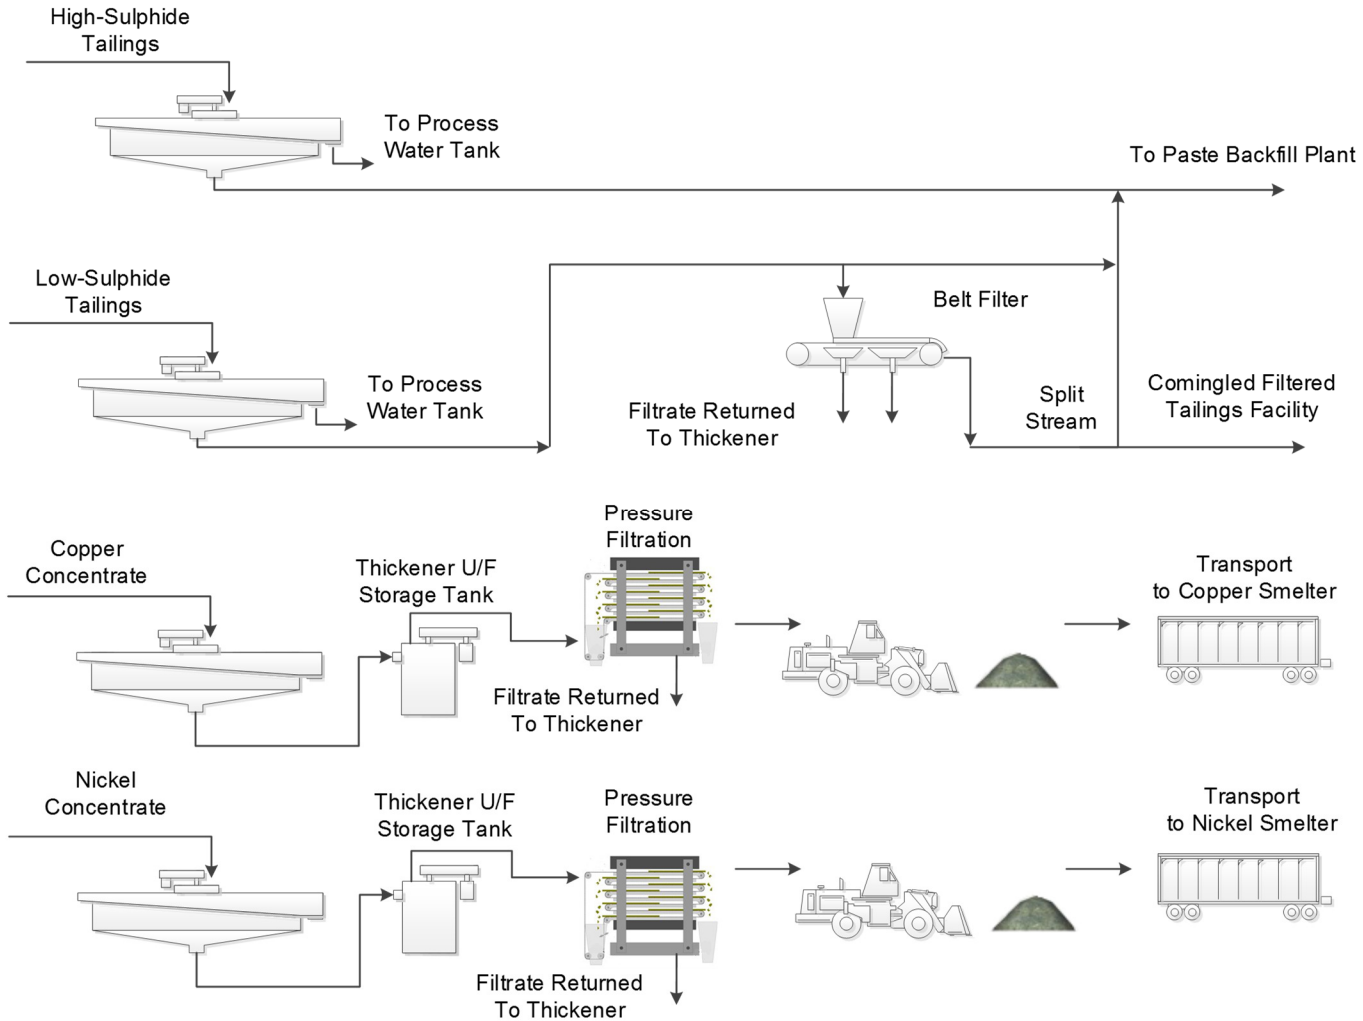 High-Sulphide
Tailings
To Process
Water Tank
To Paste Backfill Plant
Low-Sulphide
Tailings
Belt Filter
To Process
Water Tank
Filtrate Returned
To Thickener
Split
Stream
Comingled Filtered
Tailings Facility
Copper
Concentrate
Thickener U/F
Storage Tank
Pressure
Filtration
Filtrate Returned
To Thickener
Transport
to Copper Smelter
Nickel
Concentrate
Thickener U/F
Storage Tank
Pressure
Filtration
Filtrate Returned
To Thickener
Transport
to Nickel Smelter